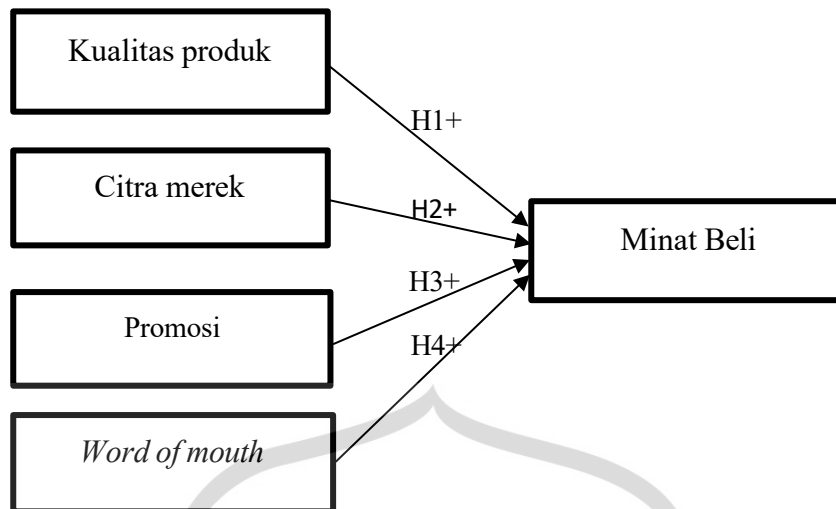 Kualitas produk
H1+
Citra merek
H2+
Minat Beli
H3+
Promosi
H4+
Word of mouth